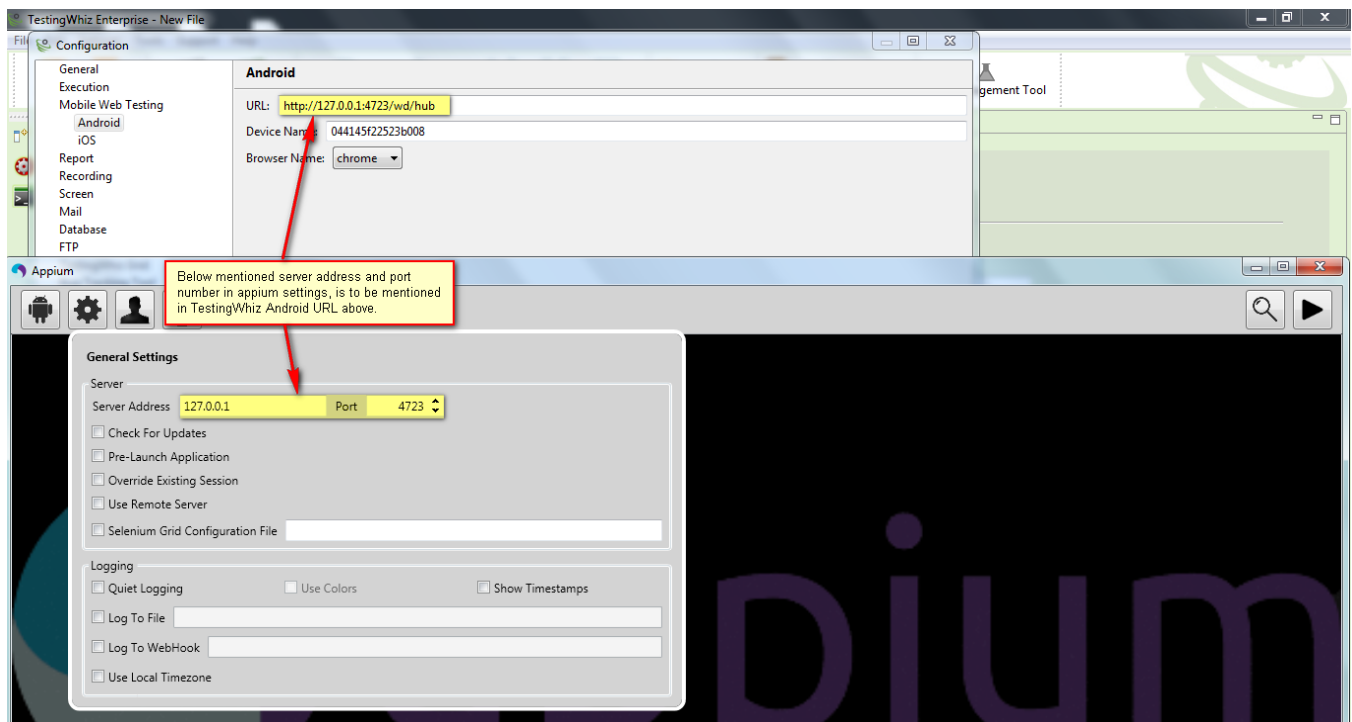 TestingWhiz Enterprise - New File
Configuration
General
Execution
Mobile Web Testing
Android
iOS
Report
Recording
Screen
Mail
Database
FTP
Android
URL: http://127.0.0.1:4723/wd/hub
Device Name: 044145f22523b008
Browser Name: chrome
gement Tool
Appium
Below mentioned server address and port
number in appium settings, is to be mentioned
in TestingWhiz Android URL above.
General Settings
Server
Server Address 127.0.0.1 Port 4723
Check For Updates
Pre-Launch Application
Override Existing Session
Use Remote Server
Selenium Grid Configuration File
Logging
Quiet Logging Use Colors Show Timestamps
Log To File
Log To WebHook
Use Local Timezone
pium